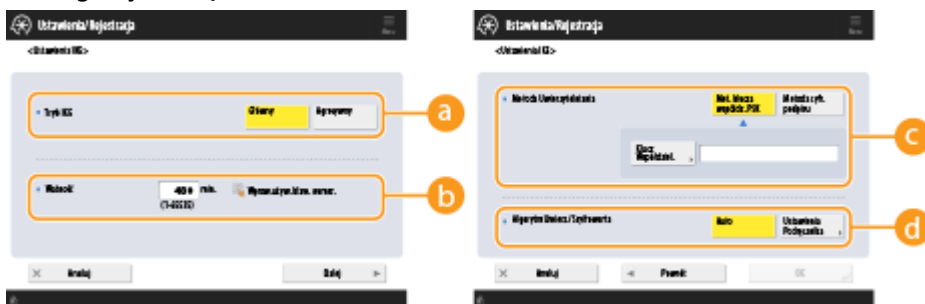 Ustawienia/Rejestracja
<Ustawienia IKE>
Tryb IKE
Główny
Agresywny
a
Ważność
480 min.
(1-65535)
b
Anuluj
Dalej
Ustawienia/Rejestracja
<Ustawienia IKE>
Metoda Uwierzytelniania
Met. klucza współdz. PSK
Metoda cyfr. podpisu
Klucz Współdziel.
c
Algorytm Uwierz./Szyfrowania
Auto
Ustawienia Podręcznika
d
Anuluj
Powrót
OK